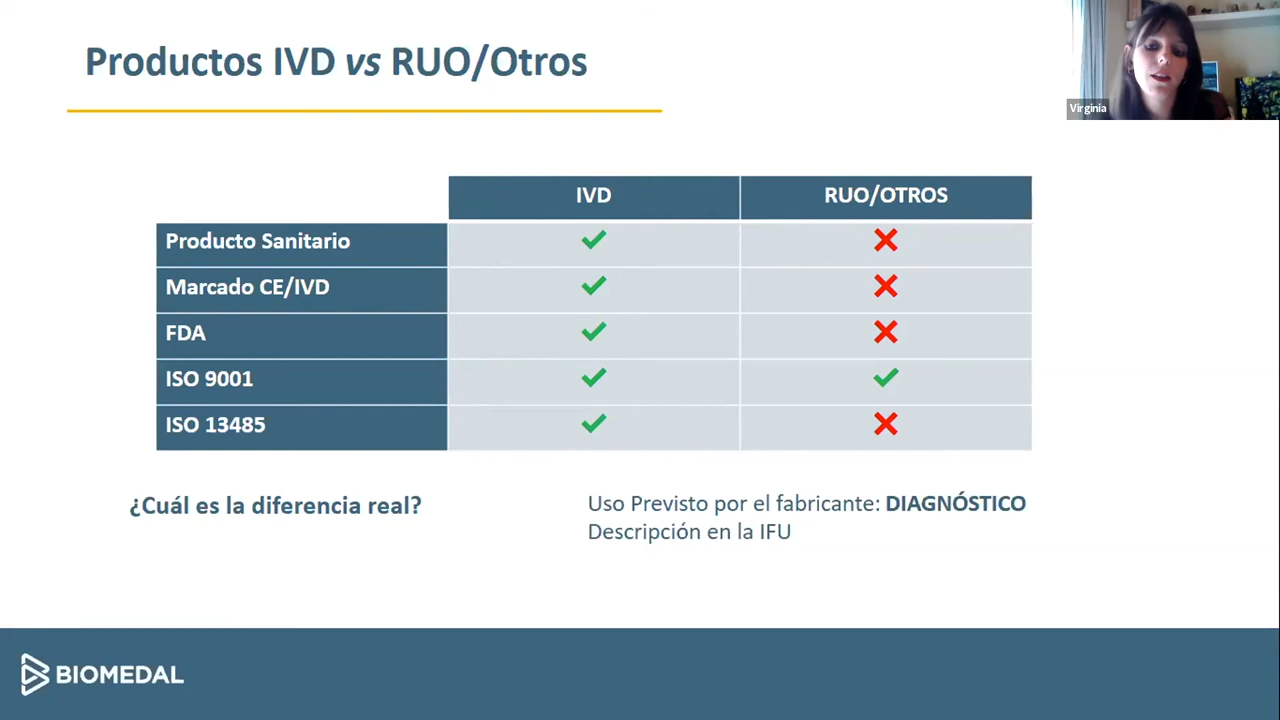 Productos IVD vs RUO/Otros
Virginia
IVD
RUO/OTROS
Producto Sanitario
Marcado CE/IVD
FDA
ISO 9001
ISO 13485
¿Cuál es la diferencia real?
Uso Previsto por el fabricante: DIAGNÓSTICO
Descripción en la IFU
BIOMEDAL